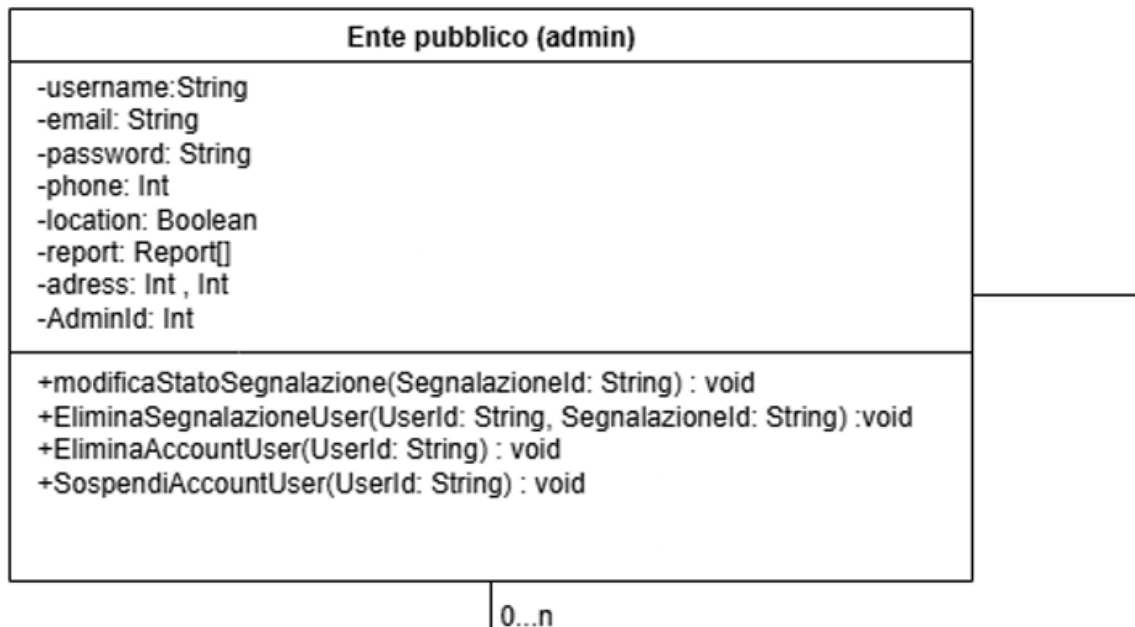 Ente pubblico (admin)
-username:String
-email: String
-password: String
-phone: Int
-location: Boolean
-report: Report[]
-adress: Int , Int
-AdminId: Int
+modificaStatoSegnalazione(SegnalazioneId: String) : void
+EliminaSegnalazioneUser(UserId: String, SegnalazioneId: String) :void
+EliminaAccountUser(UserId: String) : void
+SospendiAccountUser(UserId: String) : void
0...n